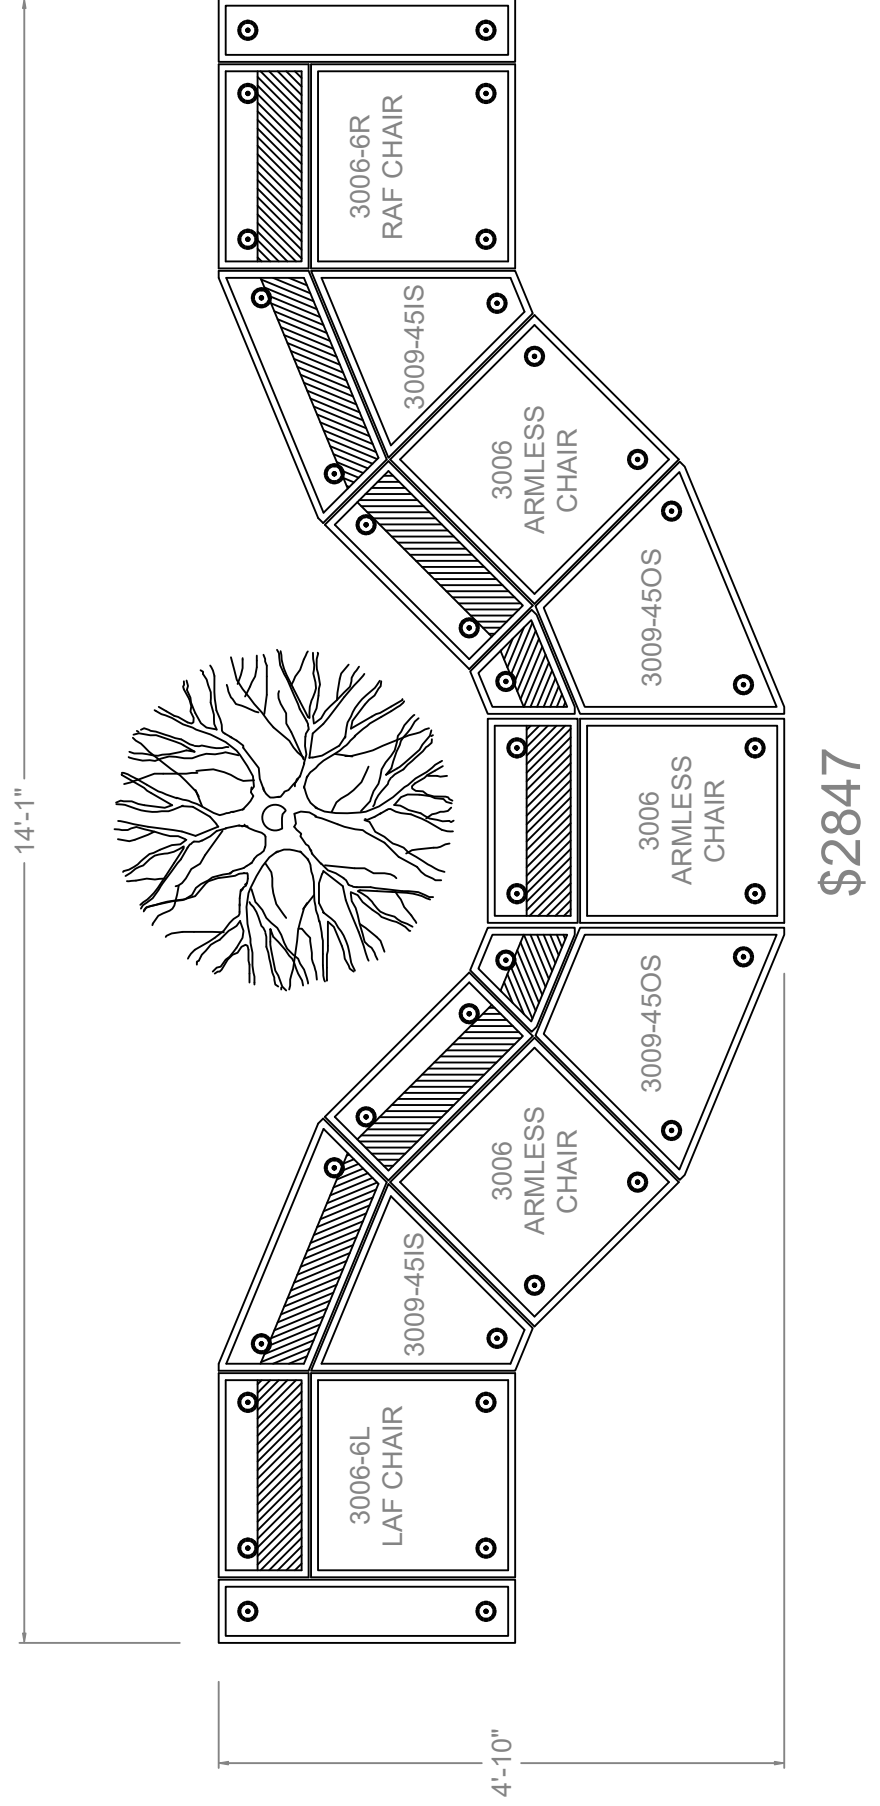 14'-1"
3006-6L
LAF CHAIR
3009-45IS
3006
ARMLESS
CHAIR
3009-45OS
3006
ARMLESS
CHAIR
3009-45OS
3006
ARMLESS
CHAIR
3009-45IS
3006-6R
RAF CHAIR
4'-10"
$2847